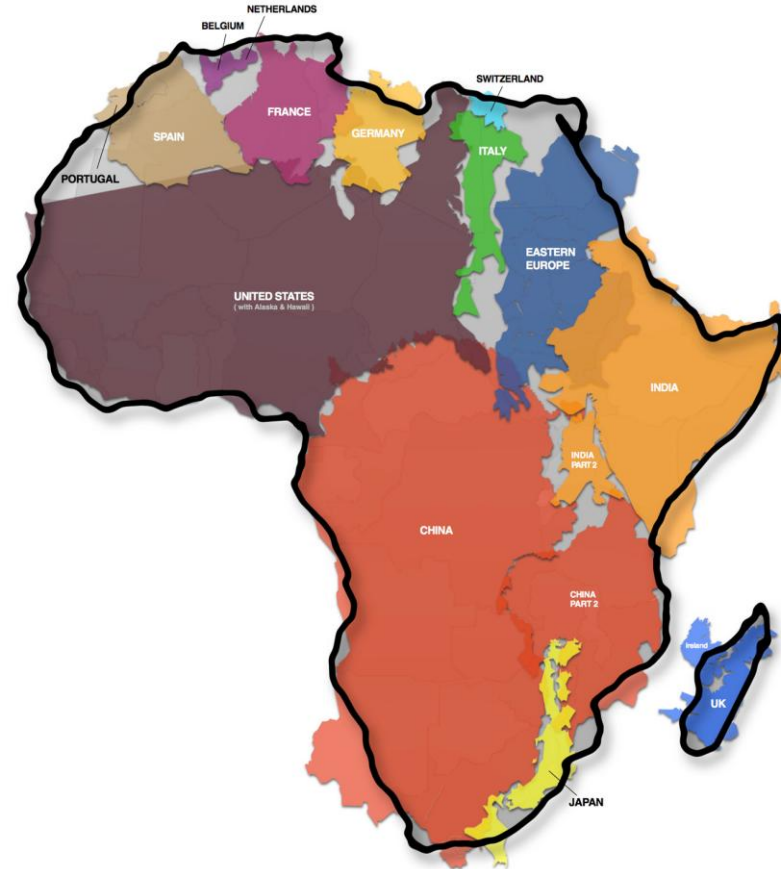 NETHERLANDS
BELGIUM
SWITZERLAND
FRANCE
GERMANY
SPAIN
ITALY
PORTUGAL
EASTERN
EUROPE
UNITED STATES
( with Alaska & Hawaii )
INDIA
INDIA
PART 2
CHINA
CHINA
PART 2
Ireland
UK
JAPAN